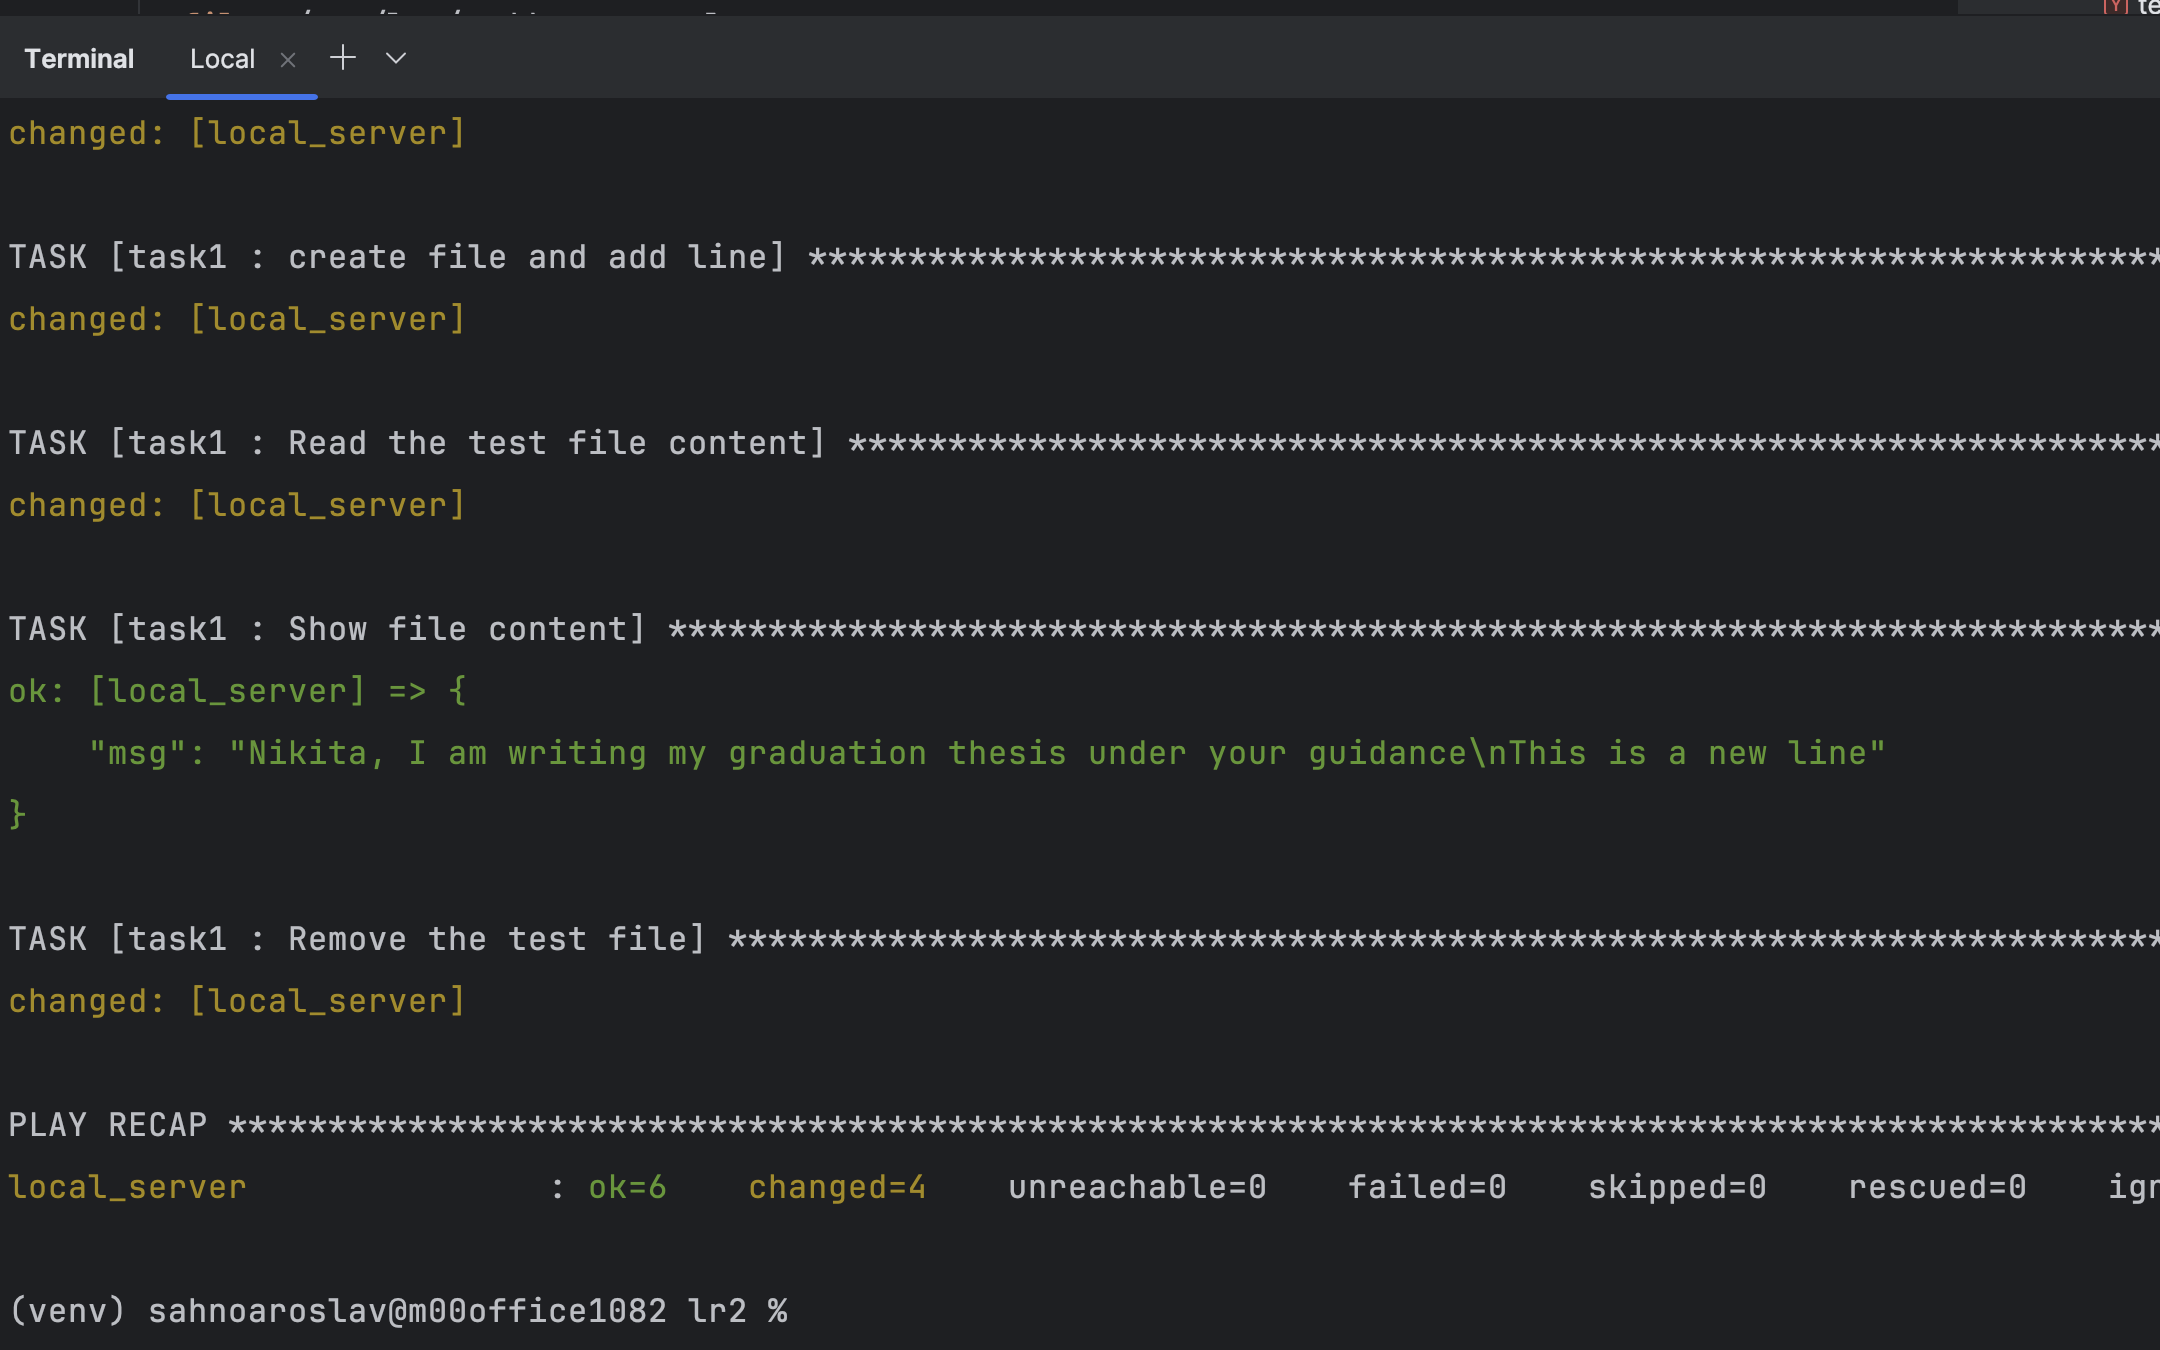 Terminal Local
changed: [local_server]
TASK [task1 : create file and add line] ********************************************************************
changed: [local_server]
TASK [task1 : Read the test file content] ******************************************************************
changed: [local_server]
TASK [task1 : Show file content] ***************************************************************************
ok: [local_server] => {
    "msg": "Nikita, I am writing my graduation thesis under your guidance\nThis is a new line"
}
TASK [task1 : Remove the test file] ************************************************************************
changed: [local_server]
PLAY RECAP *************************************************************************************************
local_server               : ok=6    changed=4    unreachable=0    failed=0    skipped=0    rescued=0
(venv) sahnoaroslav@m00office1082 lr2 %